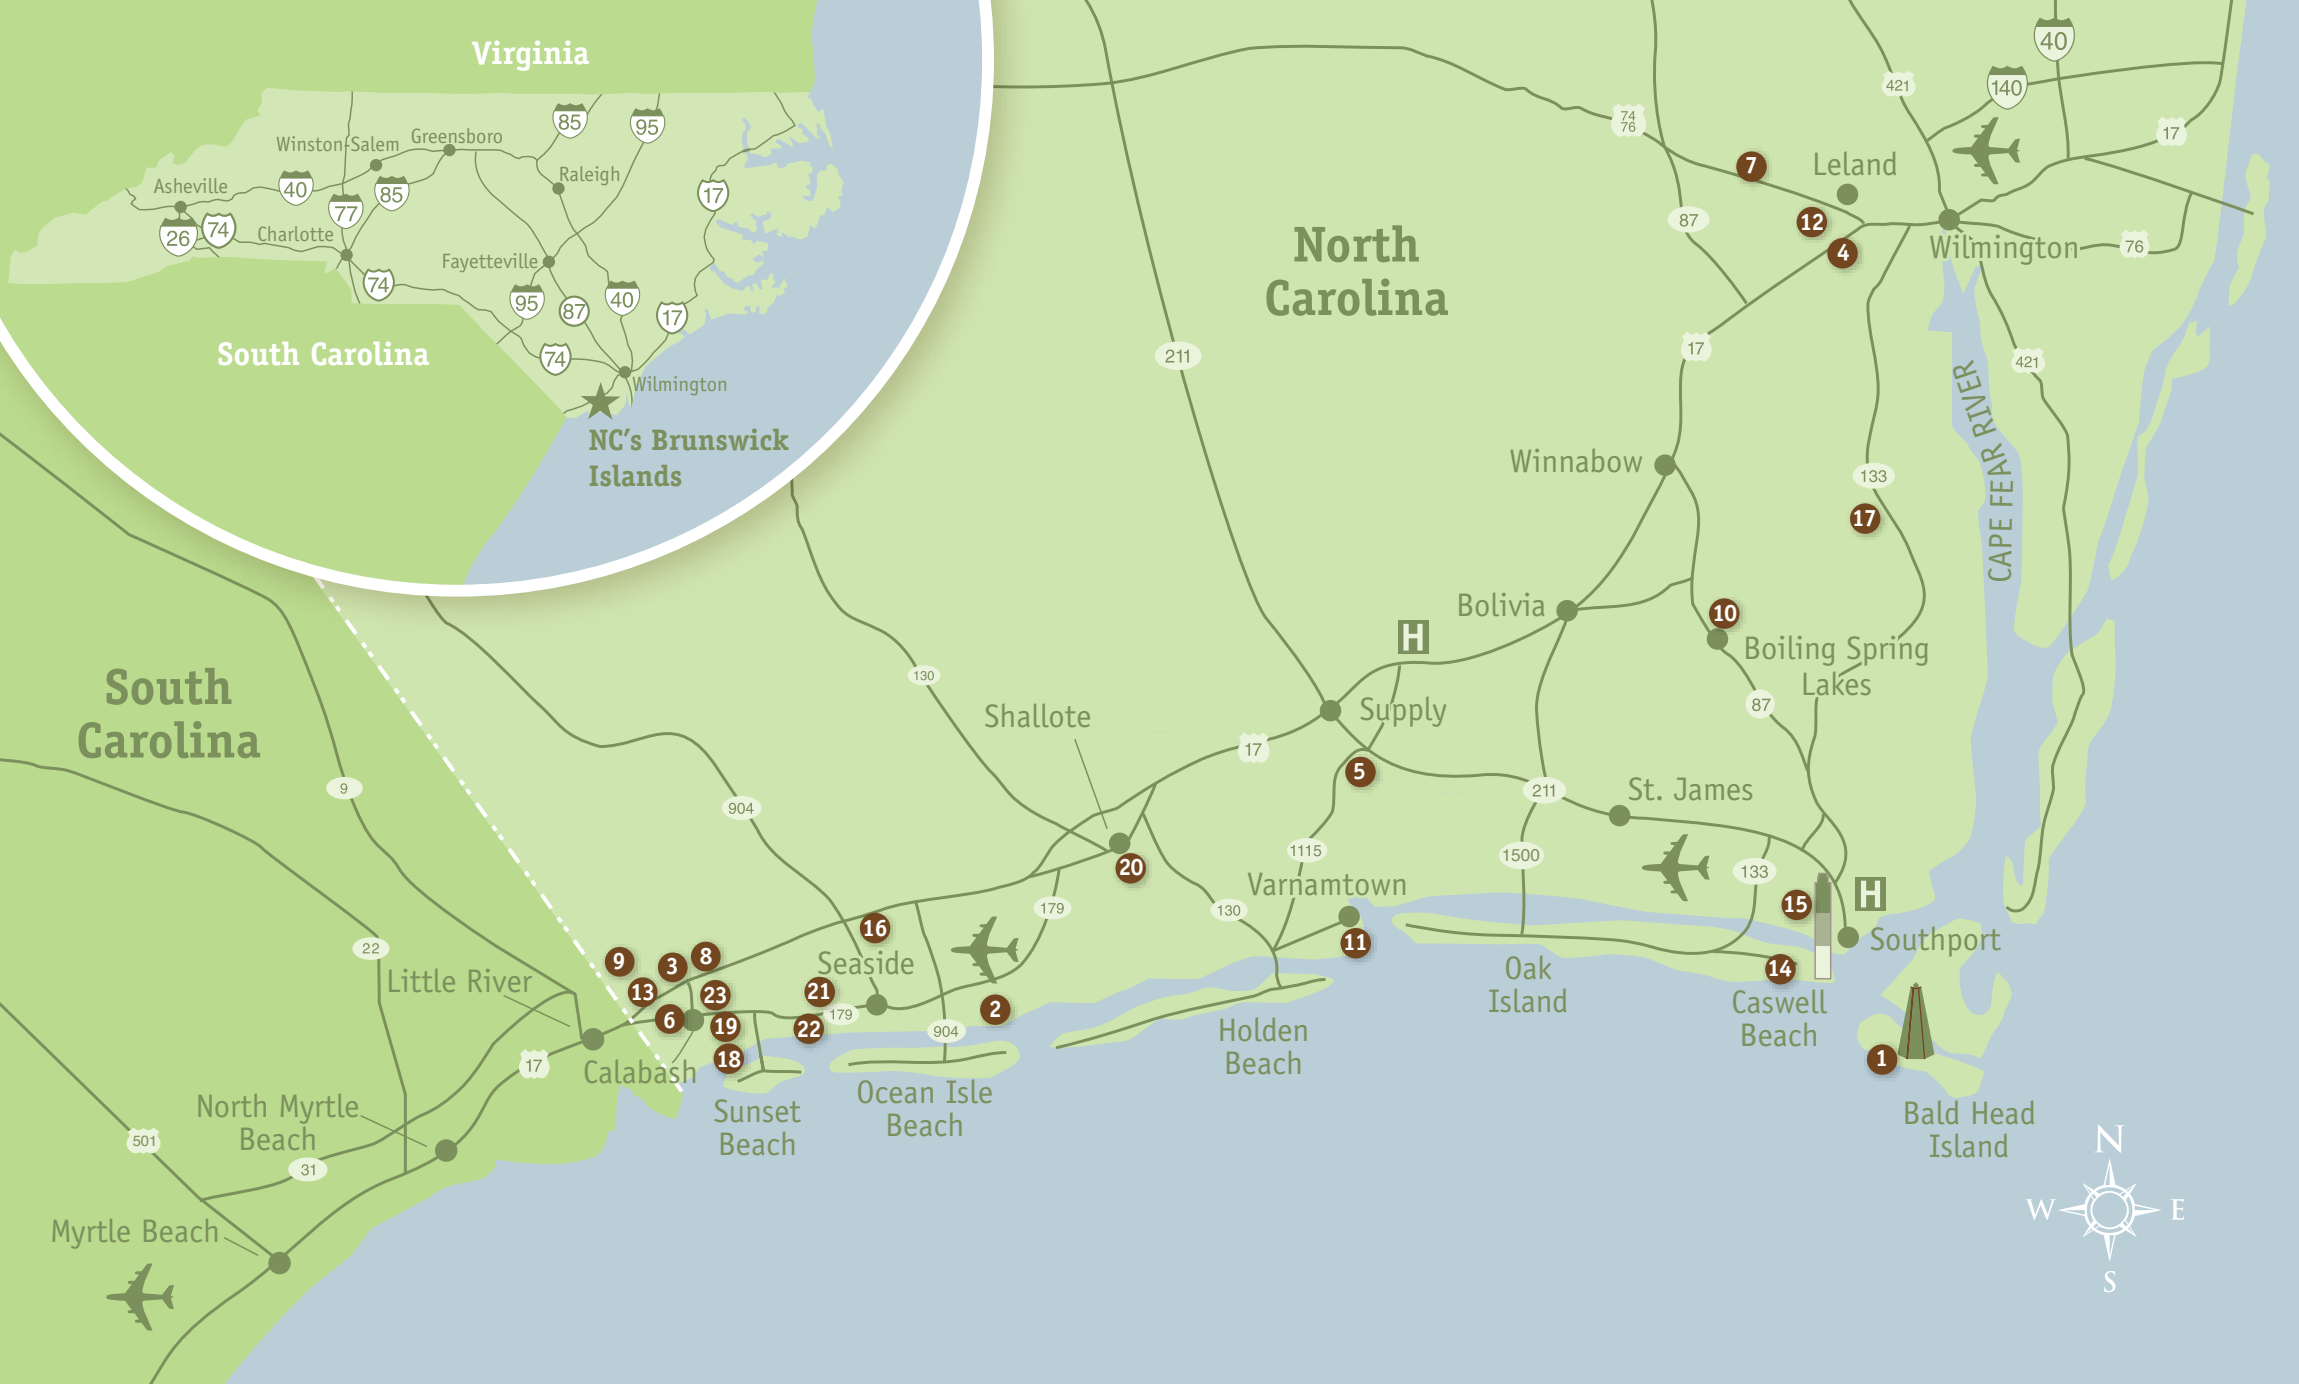 Virginia
85
95
Winston-Salem
Greensboro
Asheville
40
85
Raleigh
17
77
26
74
Charlotte
Fayetteville
74
95
87
40
17
74
South Carolina
Wilmington
NC's Brunswick
Islands
40
421
140
74
76
17
7
Leland
87
12
4
Wilmington
76
North
Carolina
211
17
421
CAPE FEAR RIVER
Winnabow
133
17
Bolivia
10
H
Boiling Spring
Lakes
130
South
Carolina
Shallote
Supply
87
17
5
9
904
211
St. James
1115
1500
133
20
Varnamtown
179
130
15
H
16
11
Southport
22
9
3
8
Seaside
Little River
13
23
21
14
Oak
Island
6
19
22
179
2
904
Caswell
Beach
18
Holden
Beach
17
Calabash
1
North Myrtle
Beach
Sunset
Beach
Ocean Isle
Beach
Bald Head
Island
501
31
N
W
E
S
Myrtle Beach